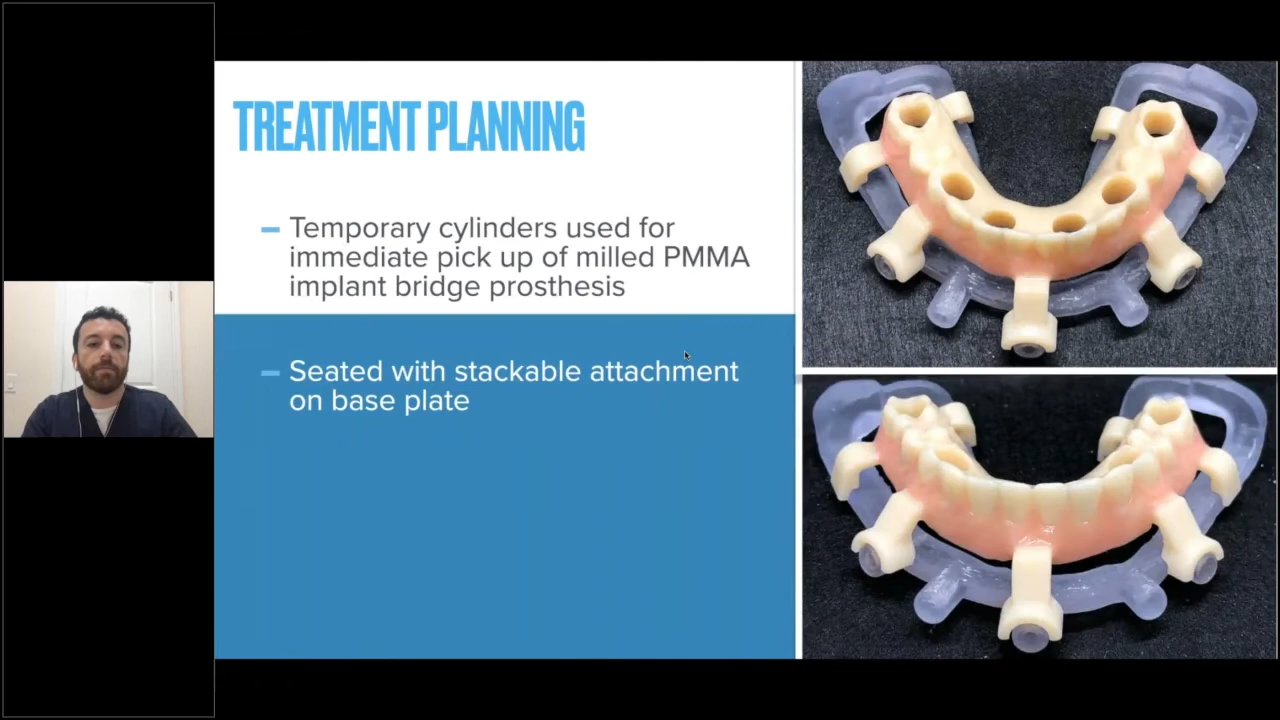 TREATMENT PLANNING
– Temporary cylinders used for
immediate pick up of milled PMMA
implant bridge prosthesis
– Seated with stackable attachment
on base plate